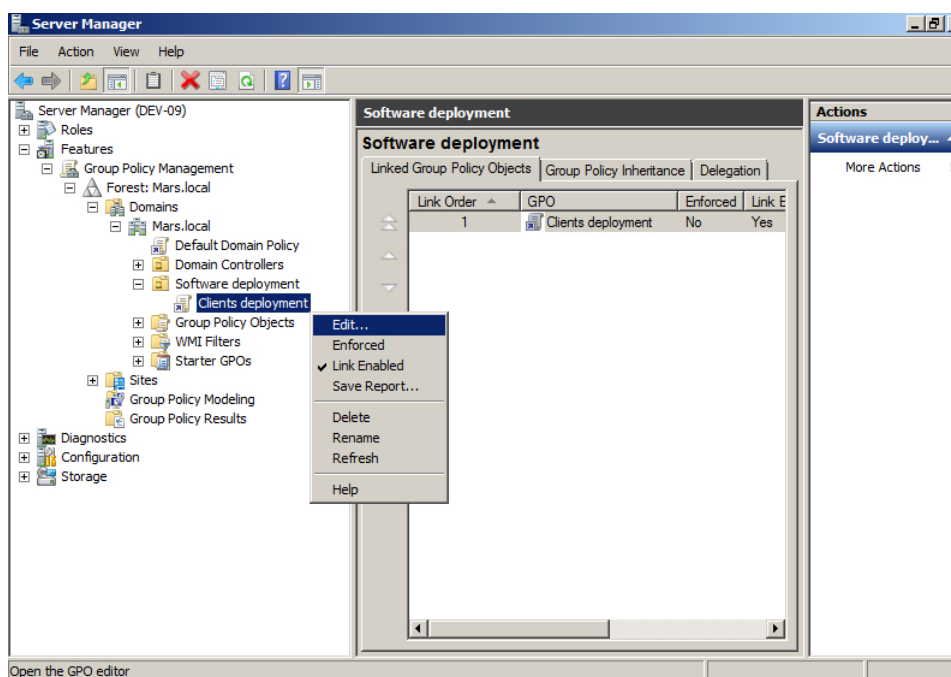 Server Manager
File Action View Help
Server Manager (DEV-09)
Roles
Features
Group Policy Management
Forest: Mars.local
Domains
Mars.local
Default Domain Policy
Domain Controllers
Software deployment
Clients deployment
Group Policy Objects
WMI Filters
Starter GPOs
Sites
Group Policy Modeling
Group Policy Results
Diagnostics
Configuration
Storage
Edit...
Enforced
Link Enabled
Save Report...
Delete
Rename
Refresh
Help
Software deployment
Software deployment
Linked Group Policy Objects Group Policy Inheritance Delegation
Link Order GPO Enforced Link E
1 Clients deployment No Yes
Actions
Software deploy...
More Actions
Open the GPO editor